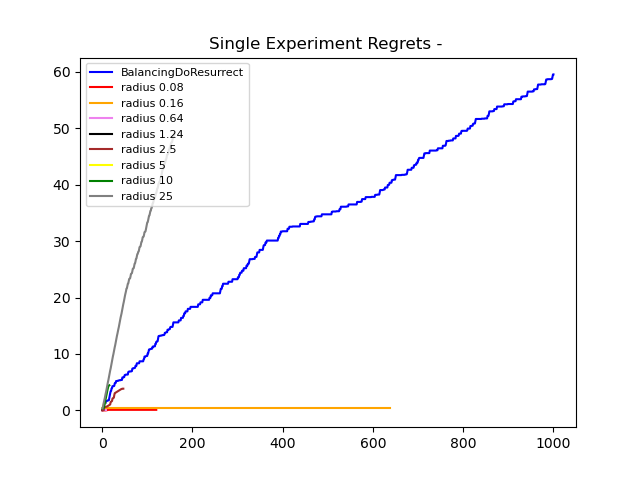 Single Experiment Regrets -
BalancingDoResurrect
radius 0.08
radius 0.16
radius 0.64
radius 1.24
radius 2.5
radius 5
radius 10
radius 25
60
50
40
30
20
10
0
0 200 400 600 800 1000